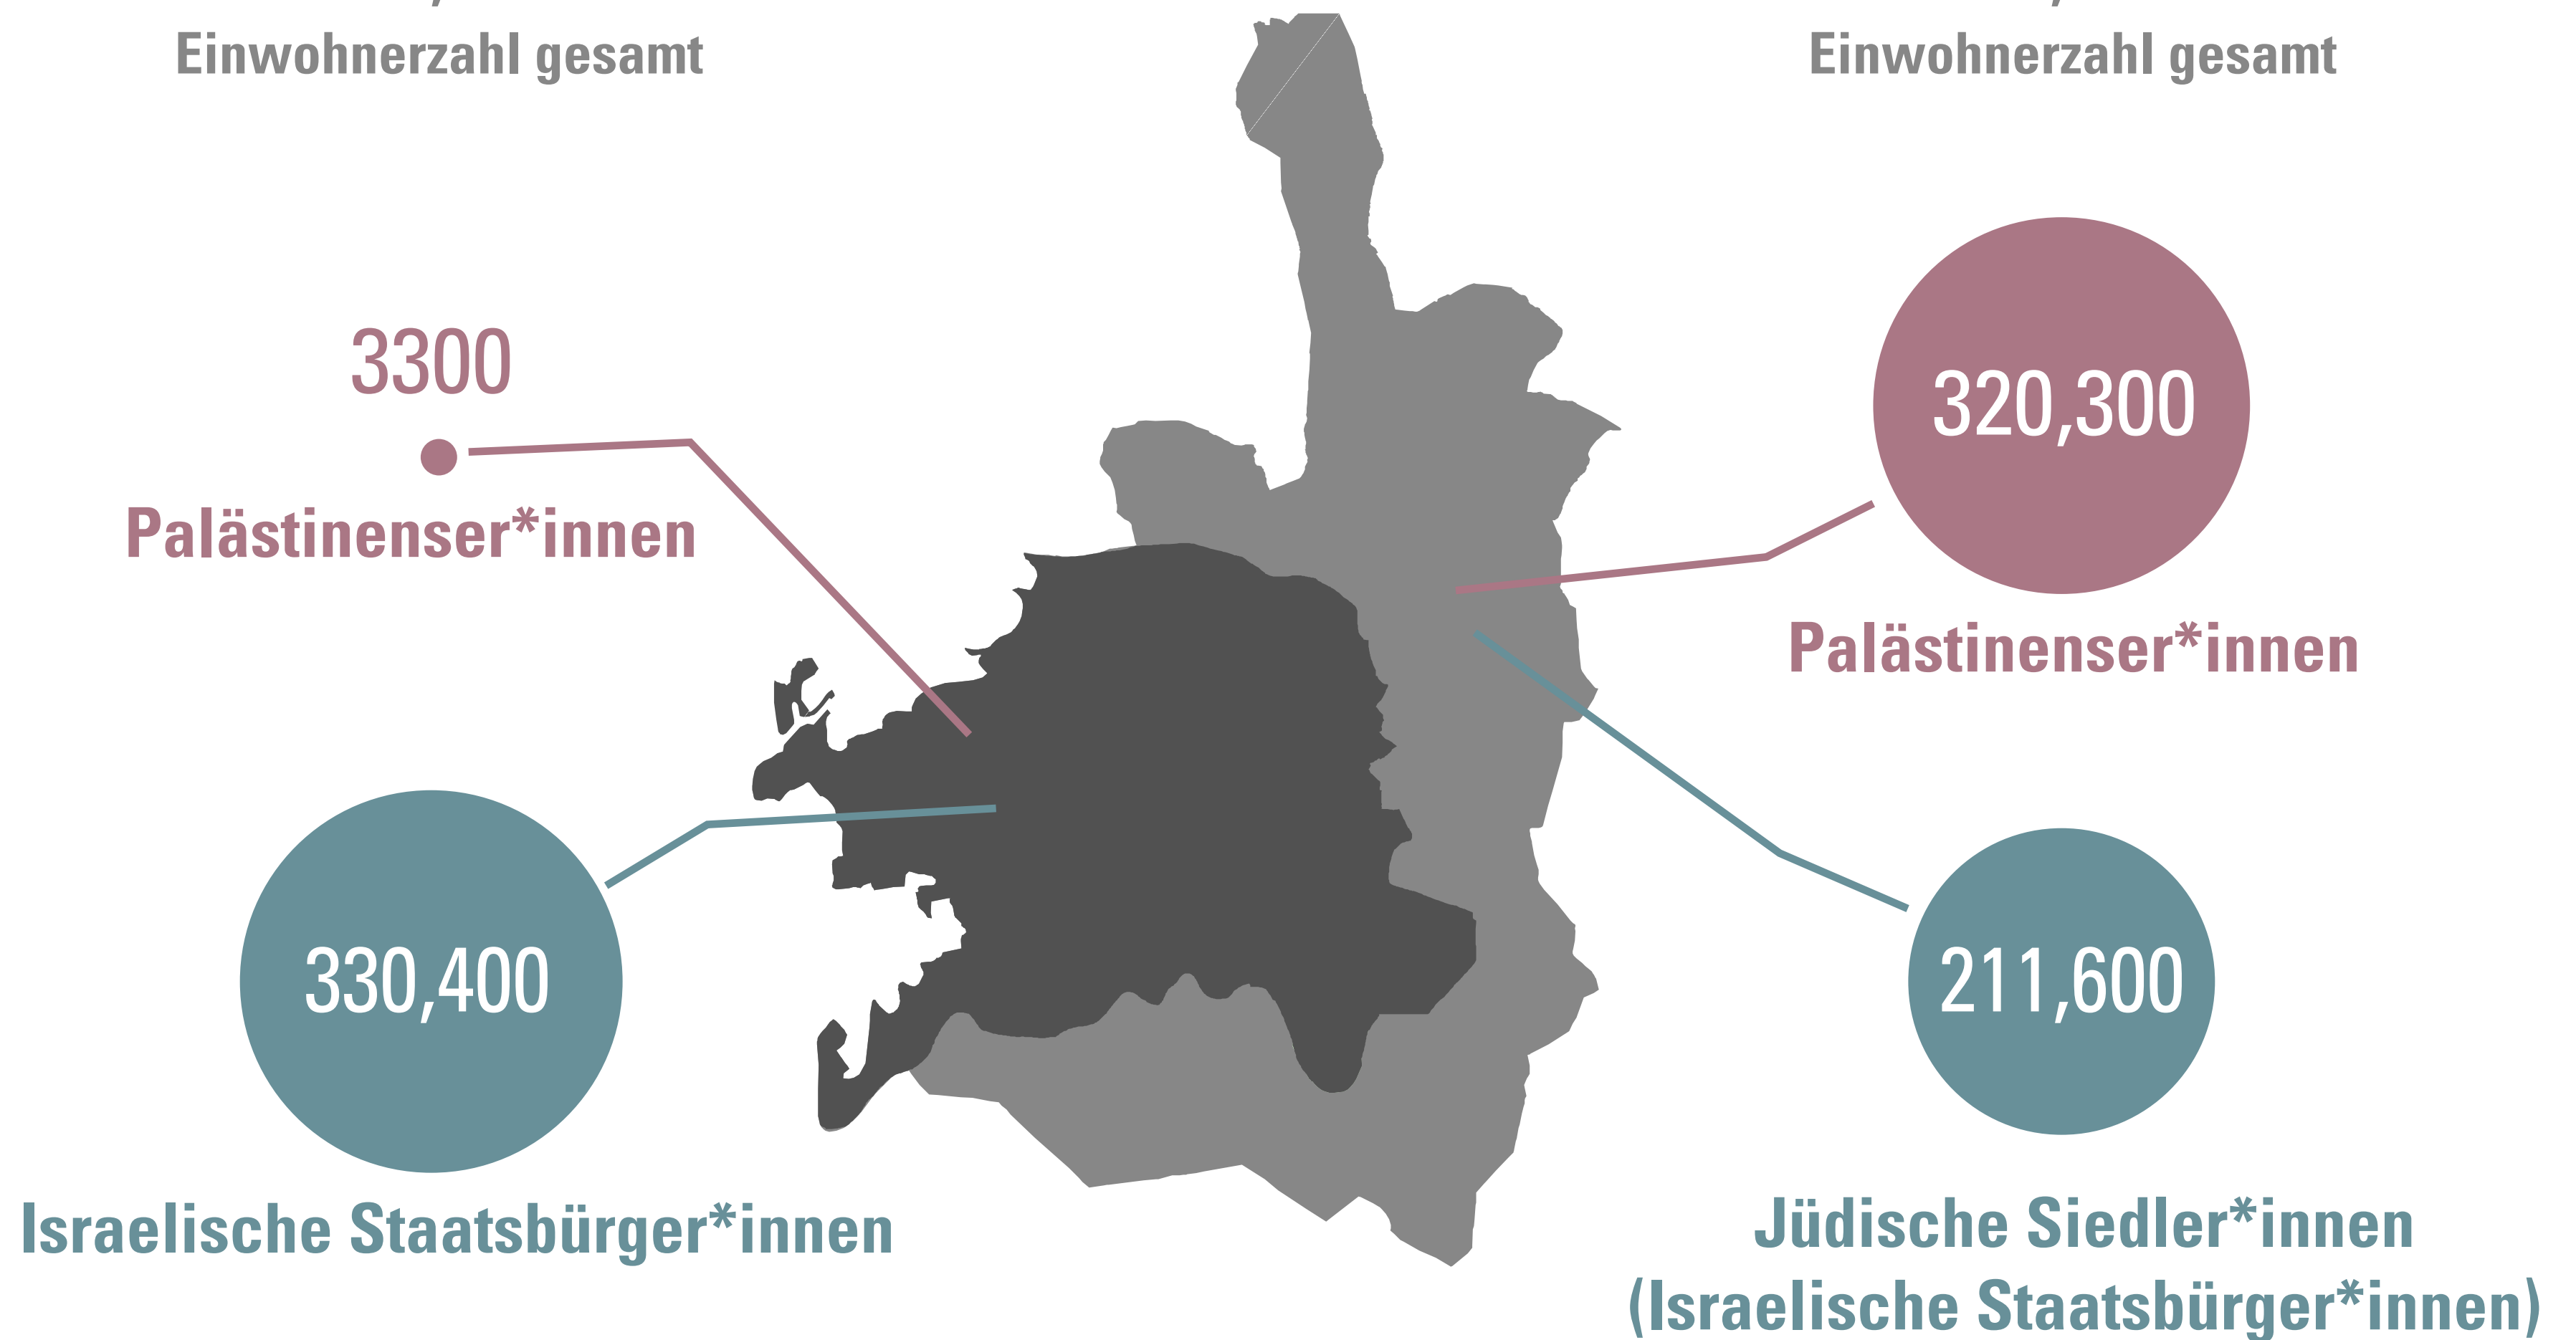 Einwohnerzahl gesamt
Einwohnerzahl gesamt
3300
Palästinenser*innen
320,300
Palästinenser*innen
330,400
Israelische Staatsbürger*innen
211,600
Jüdische Siedler*innen
(Israelische Staatsbürger*innen)